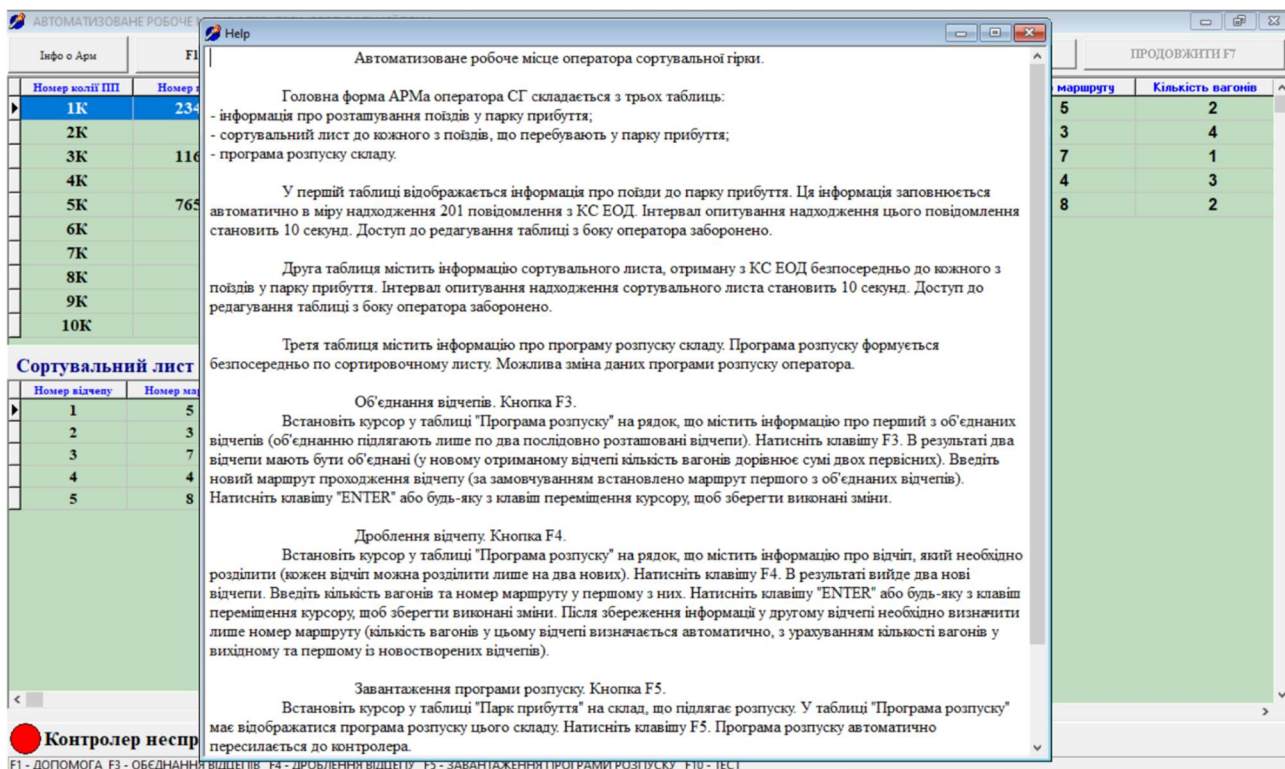 АВТОМАТИЗОВАНЕ РОБОЧЕ
Help
Інфо о Арм
F1
ПРОДОВЖИТИ F7
Номер колії ПП
Номер
маршруту
Кількість вагонів
1К 234 5 2
2К 3 4
3К 116 7 1
4К 4 3
5К 765 8 2
6К
7К
8К
9К
10К
Сортувальний лист
Номер відчепу
Номер
1 5
2 3
3 7
4 4
5 8
Автоматизоване робоче місце оператора сортувальної гірки.
Головна форма АРМа оператора СГ складається з трьох таблиць:
- інформація про розташування поїздів у парку прибуття;
- сортувальний лист до кожного з поїздів, що перебувають у парку прибуття;
- програма розпуску складу.
У першій таблиці відображається інформація про поїзди до парку прибуття. Ця інформація заповнюється
автоматично в міру надходження 201 повідомлення з КС ЕОД. Інтервал опитування надходження цього повідомлення
становить 10 секунд. Доступ до редагування таблиці з боку оператора заборонено.
Друга таблиця містить інформацію сортувального листа, отриману з КС ЕОД безпосередньо до кожного з
поїздів у парку прибуття. Інтервал опитування надходження сортувального листа становить 10 секунд. Доступ до
редагування таблиці з боку оператора заборонено.
Третя таблиця містить інформацію про програму розпуску складу. Програма розпуску формується
безпосередньо по сортировочному листу. Можлива зміна даних програми розпуску оператора.
Об'єднання відчепів. Кнопка F3.
Встановіть курсор у таблиці "Програма розпуску" на рядок, що містить інформацію про перший з об'єднаних
відчепів (об'єднанню підлягають лише по два послідовно розташовані відчепи). Натисніть клавішу F3. В результаті два
відчепи мають бути об'єднані (у новому отриманому відчепі кількість вагонів дорівнює сумі двох первісних). Введіть
новий маршрут проходження відчепу (за замовчуванням встановлено маршрут першого з об'єднаних відчепів).
Натисніть клавішу "ENTER" або будь-яку з клавіш переміщення курсору, щоб зберегти виконані зміни.
Дроблення відчепу. Кнопка F4.
Встановіть курсор у таблиці "Програма розпуску" на рядок, що містить інформацію про відчіп, який необхідно
розділити (кожен відчіп можна розділити лише на два нових). Натисніть клавішу F4. В результаті вийде два нові
відчепи. Введіть кількість вагонів та номер маршруту у першому з них. Натисніть клавішу "ENTER" або будь-яку з клавіш
переміщення курсору, щоб зберегти виконані зміни. Після збереження інформації у другому відчепі необхідно визначити
лише номер маршруту (кількість вагонів у цьому відчепі визначається автоматично, з урахуванням кількості вагонів у
вихідному та першому із новостворених відчепів).
Завантаження програми розпуску. Кнопка F5.
Встановіть курсор у таблиці "Парк прибуття" на склад, що підлягає розпуску. У таблиці "Програма розпуску"
має відображатися програма розпуску цього складу. Натисніть клавішу F5. Програма розпуску автоматично
пересилається до контролера.
Контролер неспр
F1 - ДОПОМОГА F3 - ОБЄДНАННЯ ВІДЦЕПІВ F4 - ДРОБЛЕННЯ ВІДЦЕПУ F5 - ЗАВАНТАЖЕННЯ ПРОГРАМИ РОЗПУСКУ F10 - ТЕСТ